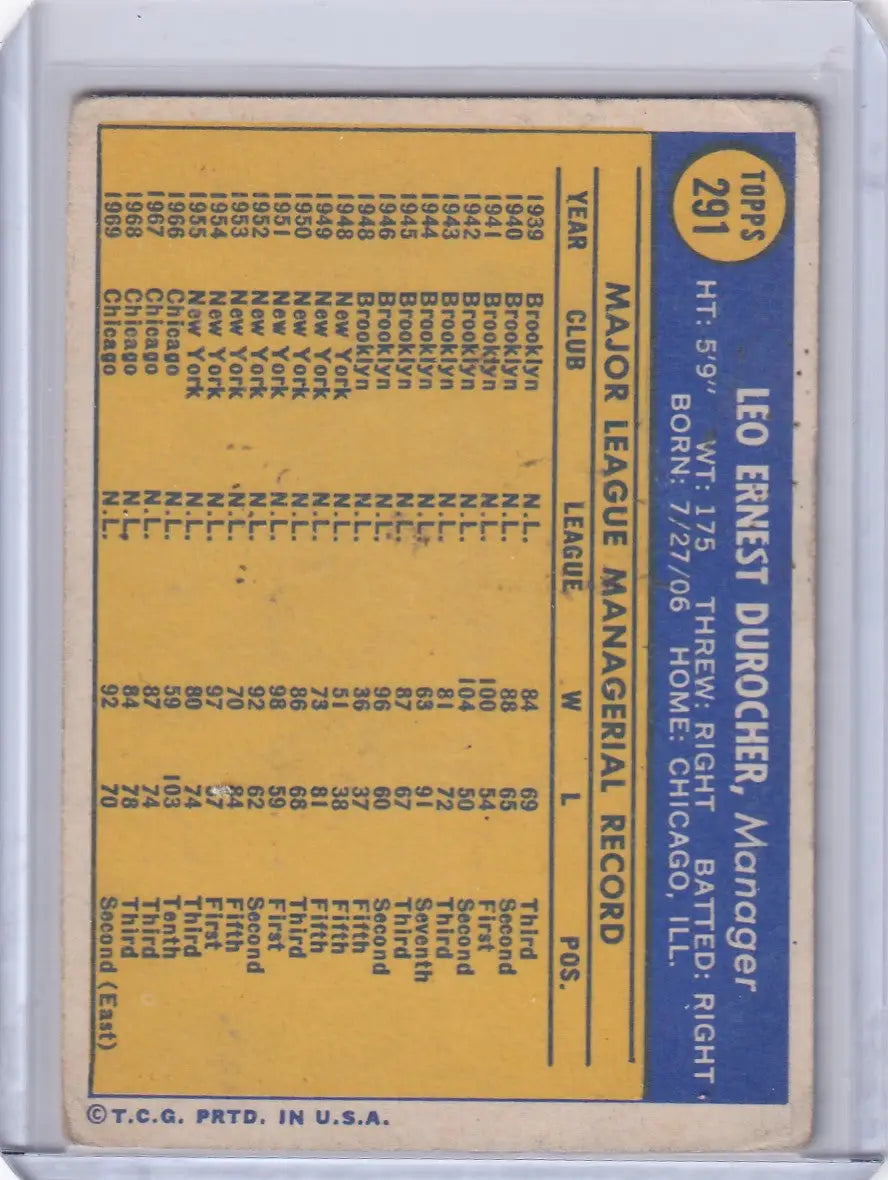 TOPPS
291
LEO ERNEST DUROCHER, Manager
HT: 5'9" WT: 175 THREW: RIGHT BATTED: RIGHT
BORN: 7/27/06 HOME: CHICAGO, ILL.
MAJOR LEAGUE MANAGERIAL RECORD
YEAR CLUB LEAGUE W L POS.
1939 Brooklyn N.L. 84 69 Third
1940 Brooklyn N.L. 88 65 Second
1941 Brooklyn N.L. 100 54 First
1942 Brooklyn N.L. 104 50 Second
1943 Brooklyn N.L. 81 72 Third
1944 Brooklyn N.L. 63 91 Seventh
1945 Brooklyn N.L. 87 67 Third
1946 Brooklyn N.L. 96 60 Second
1948 Brooklyn N.L. 36 37 Fifth
1948 New York N.L. 51 38 Fifth
1949 New York N.L. 73 81 Fifth
1950 New York N.L. 86 68 Third
1951 New York N.L. 98 59 First
1952 New York N.L. 92 62 Second
1953 New York N.L. 70 84 Fifth
1954 New York N.L. 97 57 First
1955 New York N.L. 80 74 Third
1966 Chicago N.L. 59 103 Tenth
1967 Chicago N.L. 87 74 Third
1968 Chicago N.L. 84 78 Third
1969 Chicago N.L. 92 70 Second (East)
©T.C.G. PRTD. IN U.S.A.